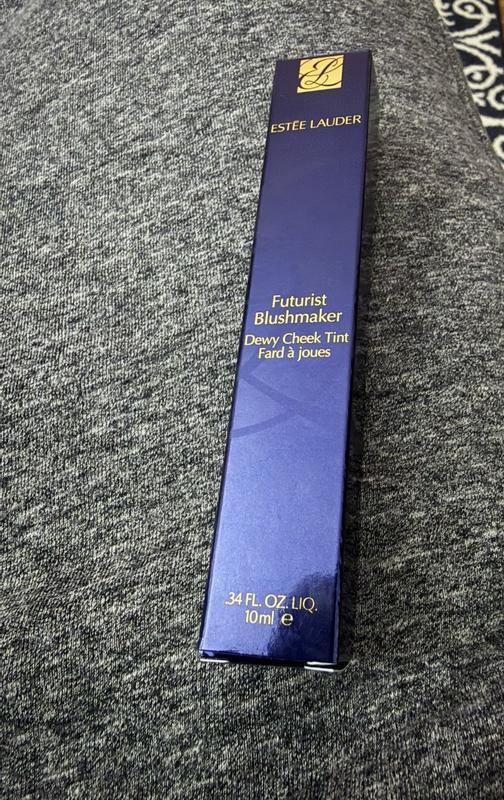 ESTĒE LAUDER
Futurist
Blushmaker
Dewy Cheek Tint
Fard à joues
.34 FL. OZ. LIQ.
10ml ℮